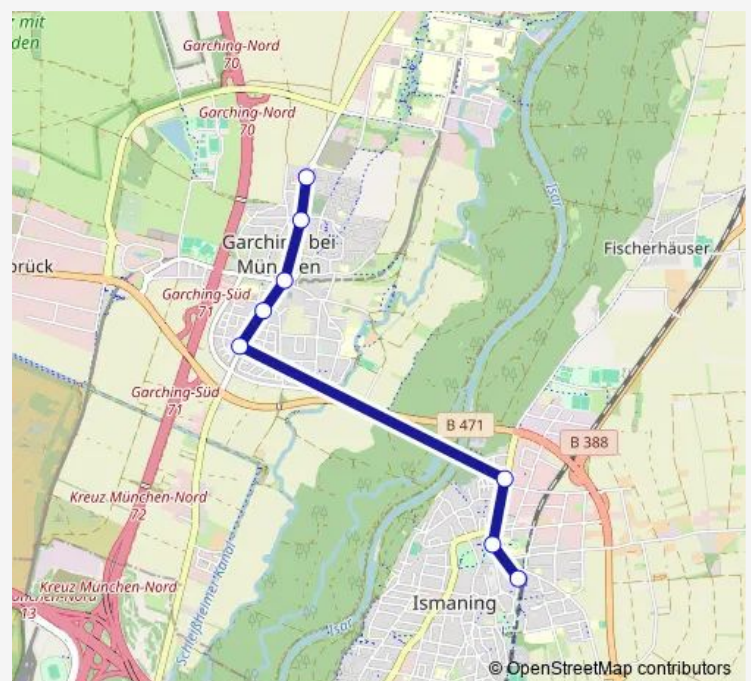 mit
den
Garching-Nord
70
Garching-Nord
70
Isar
Garching bei
München
Fischerhäuser
brück
Garching-Süd
71
Garching-Süd
71
B 471
B 388
Kreuz München-Nord
72
Kreuz München-Nord
13
Schleißheimer Kanal
Ismaning
Isar
© OpenStreetMap contributors